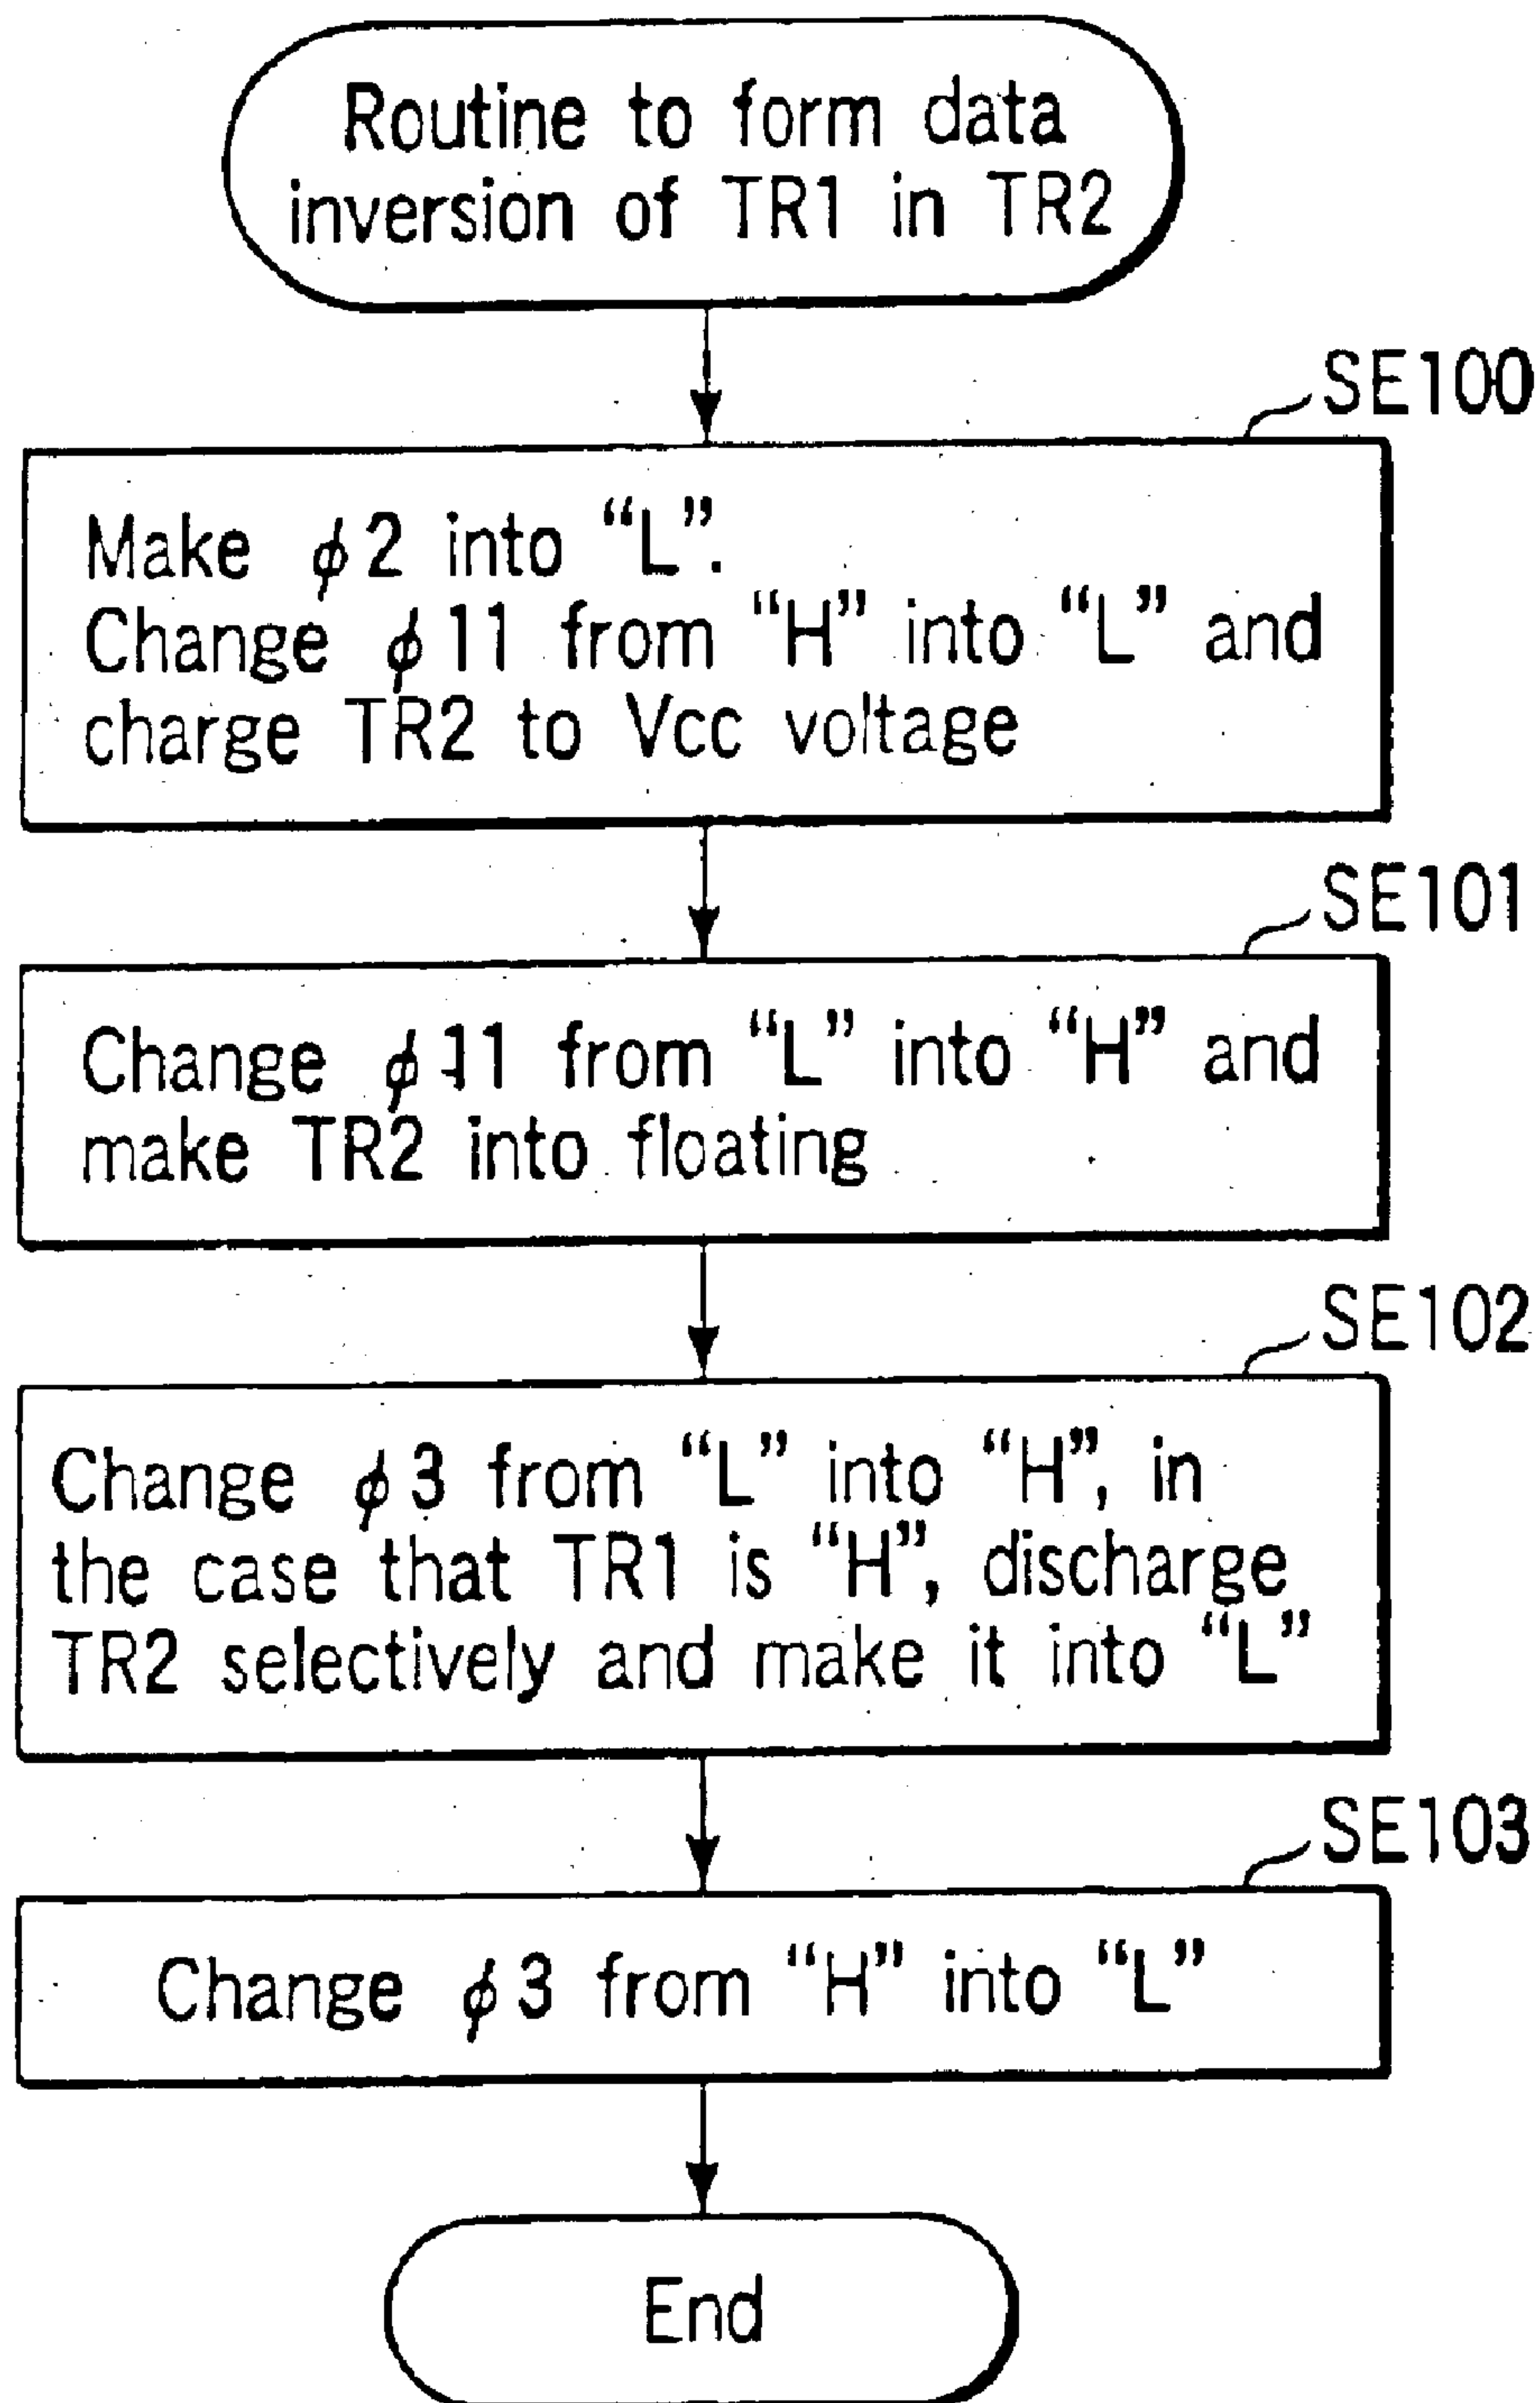 Routine to form data
inversion of TR1 in TR2
SE100
Make ϕ2 into “L”.
Change ϕ11 from “H” into “L” and
charge TR2 to Vcc voltage
SE101
Change ϕ11 from “L” into “H” and
make TR2 into floating
SE102
Change ϕ3 from “L” into “H”, in
the case that TR1 is “H”, discharge
TR2 selectively and make it into “L”
SE103
Change ϕ3 from “H” into “L”
End